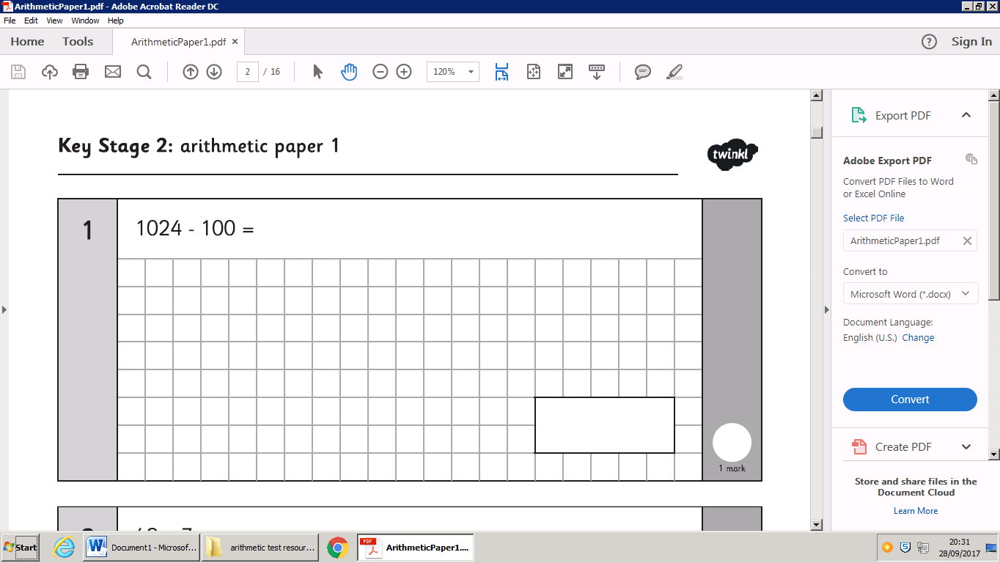 ArithmeticPaper1.pdf - Adobe Acrobat Reader DC
File Edit View Window Help
Home Tools ArithmeticPaper1.pdf × Sign In
2 / 16 120%
Key Stage 2: arithmetic paper 1
twinkl
1 1024 - 100 =
1 mark
Export PDF
Adobe Export PDF
Convert PDF Files to Word
or Excel Online
Select PDF File
ArithmeticPaper1.pdf
Convert to
Microsoft Word (*.docx)
Document Language:
English (U.S.) Change
Convert
Create PDF
Store and share files in the
Document Cloud
Learn More
Start Document1 - Microsof... arithmetic test resour... PDF ArithmeticPaper1.... 20:31
28/09/2017